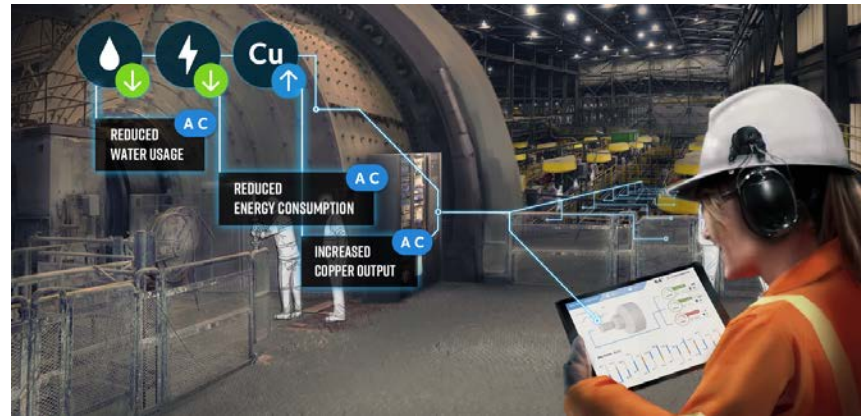 Cu
A C
REDUCED
WATER USAGE
A C
REDUCED
ENERGY CONSUMPTION
A C
INCREASED
COPPER OUTPUT